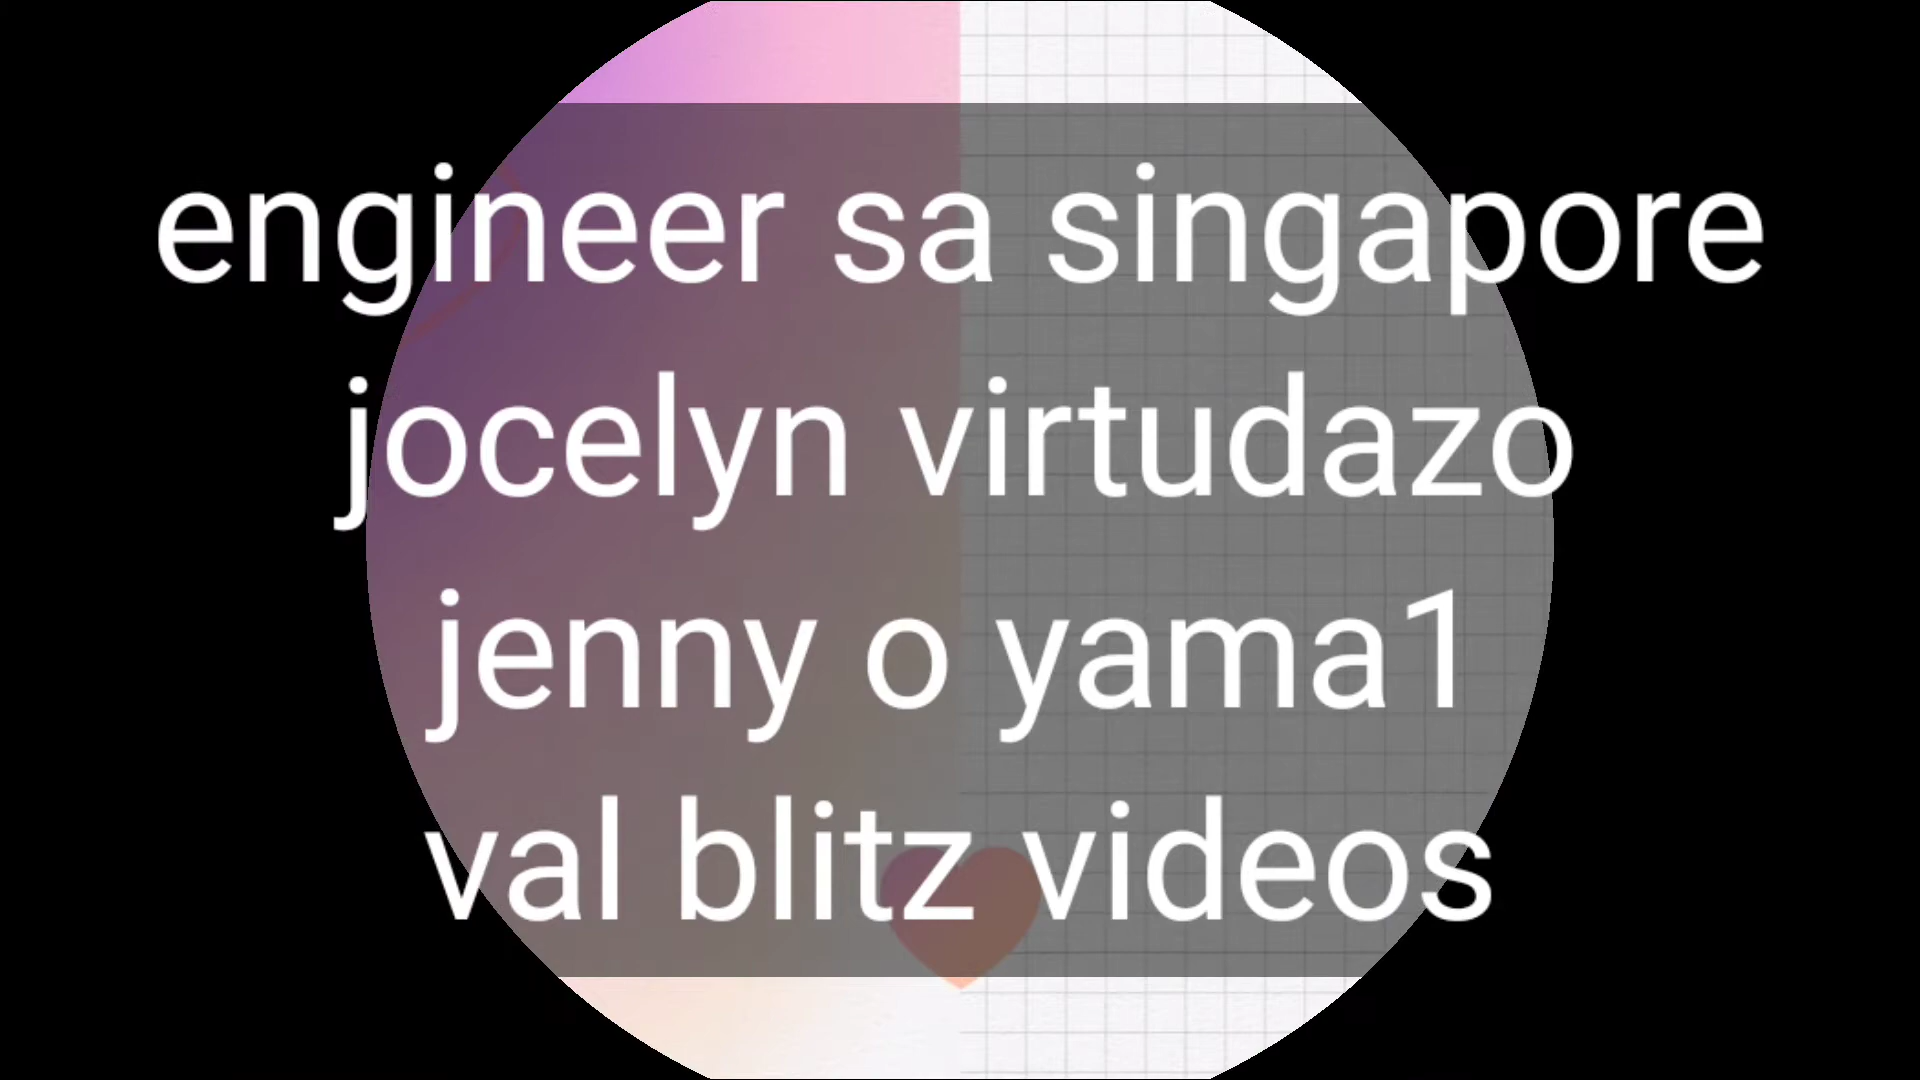 engineer sa singapore
jocelyn virtudazo
jenny o yama1
val blitz videos